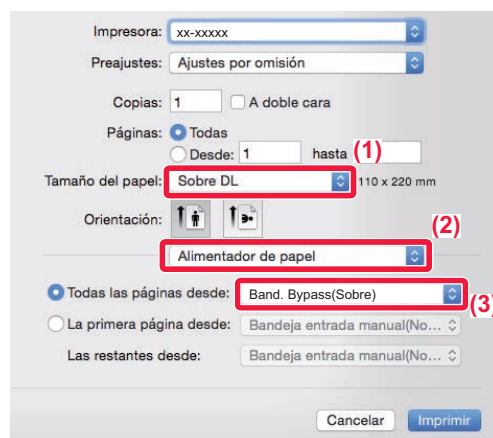 Impresora: xx-xxxxx
Preajustes: Ajustes por omisión
Copias: 1 A doble cara
Páginas: Todas
Desde: 1 hasta (1)
Tamaño del papel: Sobre DL 110 x 220 mm
Orientación:
(2)
Alimentador de papel
Todas las páginas desde: Band. Bypass(Sobre)
(3)
La primera página desde: Bandeja entrada manual(No...
Las restantes desde: Bandeja entrada manual(No...
Cancelar Imprimir